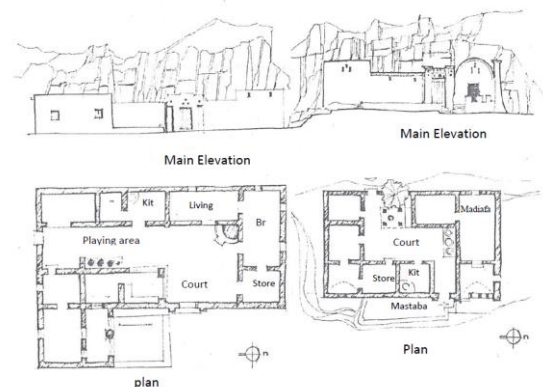 Main Elevation
Main Elevation
Kit
Living
Br
Playing area
Court
Store
plan
Madiafa
Court
Store
Kit
Mastaba
Plan
n
n